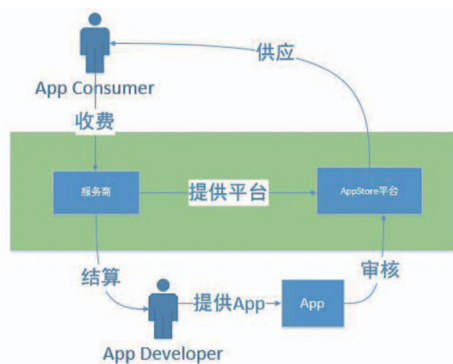 供应
App Consumer
收费
服务商
提供平台
AppStore平台
结算
审核
提供App
App
App Developer